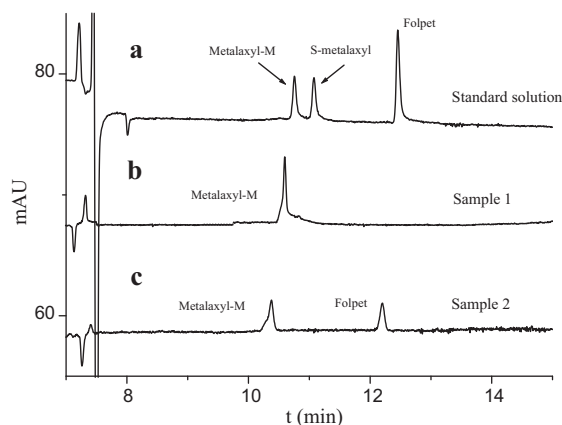 Folpet
a
Metalaxyl-M
S-metalaxyl
80
Standard solution
b
Metalaxyl-M
Sample 1
mAU
c
Metalaxyl-M
Folpet
Sample 2
60
8
10
12
14
t (min)